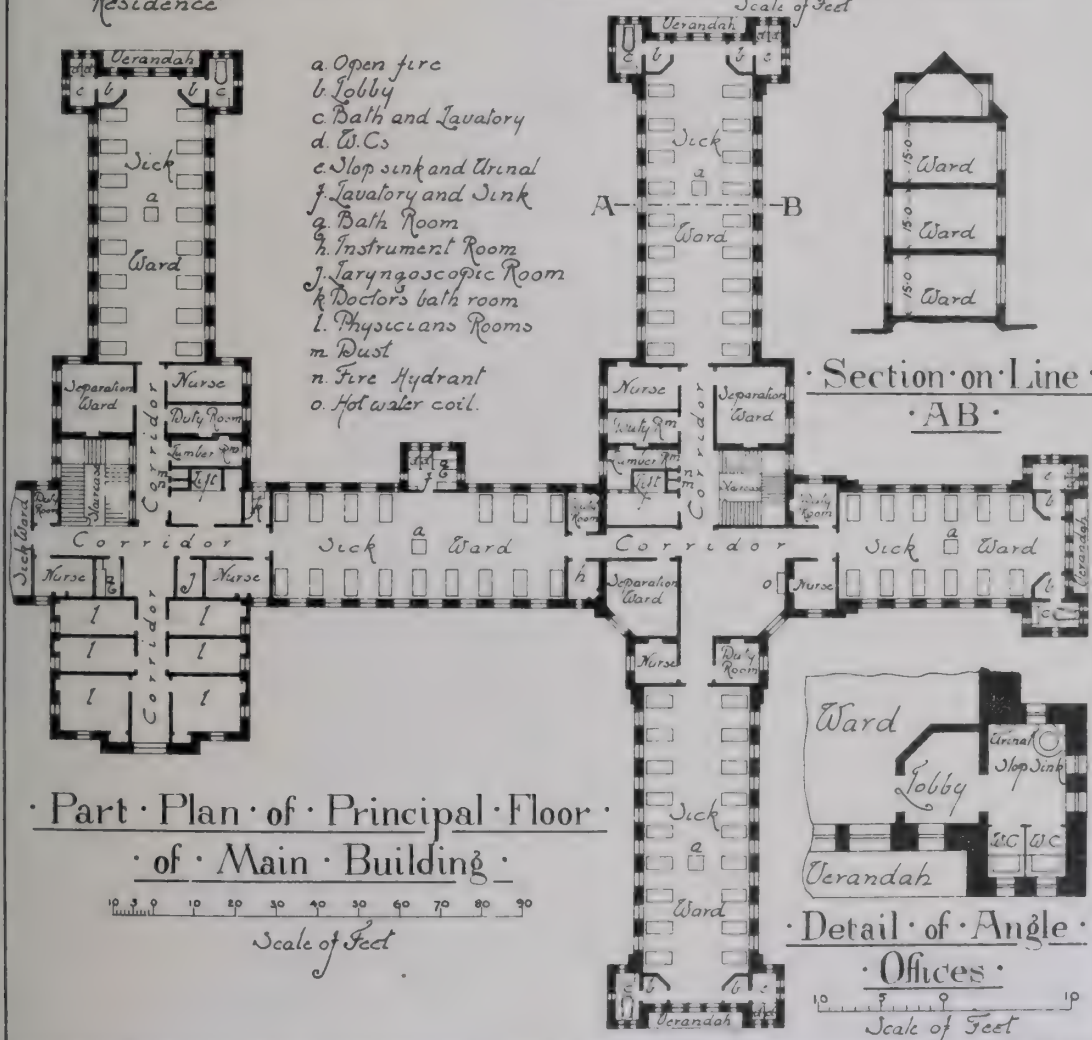 Residence
Scale of Feet
Verandah
d d
c
b
b
c
Sick
a
Ward
a. Open fire
b. Lobby
c. Bath and Lavatory
d. W.Cs
e. Slop sink and Urinal
f. Lavatory and Sink
g. Bath Room
h. Instrument Room
J. Laryngoscopic Room
k. Doctor's bath room
l. Physicians Rooms
m Dust
n. Fire Hydrant
o. Hot water coil.
Verandah
c
b
b
d d
Sick
a
A
B
Ward
Ward
15.0
Ward
15.0
Ward
15.0
· Section · on · Line ·
· AB ·
Separation
Ward
Corridor
Nurse
Duty Room
Lumber Rm
Lift
Staircase
Nurse
Duty Rm
Lumber Rm
Lift
Corridor
Separation
Ward
Staircase
n
m
d d
g
f
k
Duty
Room
Sick Ward
Corridor
Sick
a
Ward
Corridor
Sick
a
Ward
Verandah
b
b
Nurse
g
J
Nurse
h
Separation
Ward
o
Nurse
l
l
l
l
l
l
Corridor
Nurse
Duty
Room
Sick
a
Ward
b
b
c
d d
Verandah
Ward
Lobby
Urinal
Slop Sink
WC
WC
Verandah
· Part · Plan · of · Principal · Floor ·
· of · Main · Building ·
10 5 0 10 20 30 40 50 60 70 80 90
Scale of Feet
· Detail · of · Angle ·
· Offices ·
10 5 0 10
Scale of Feet